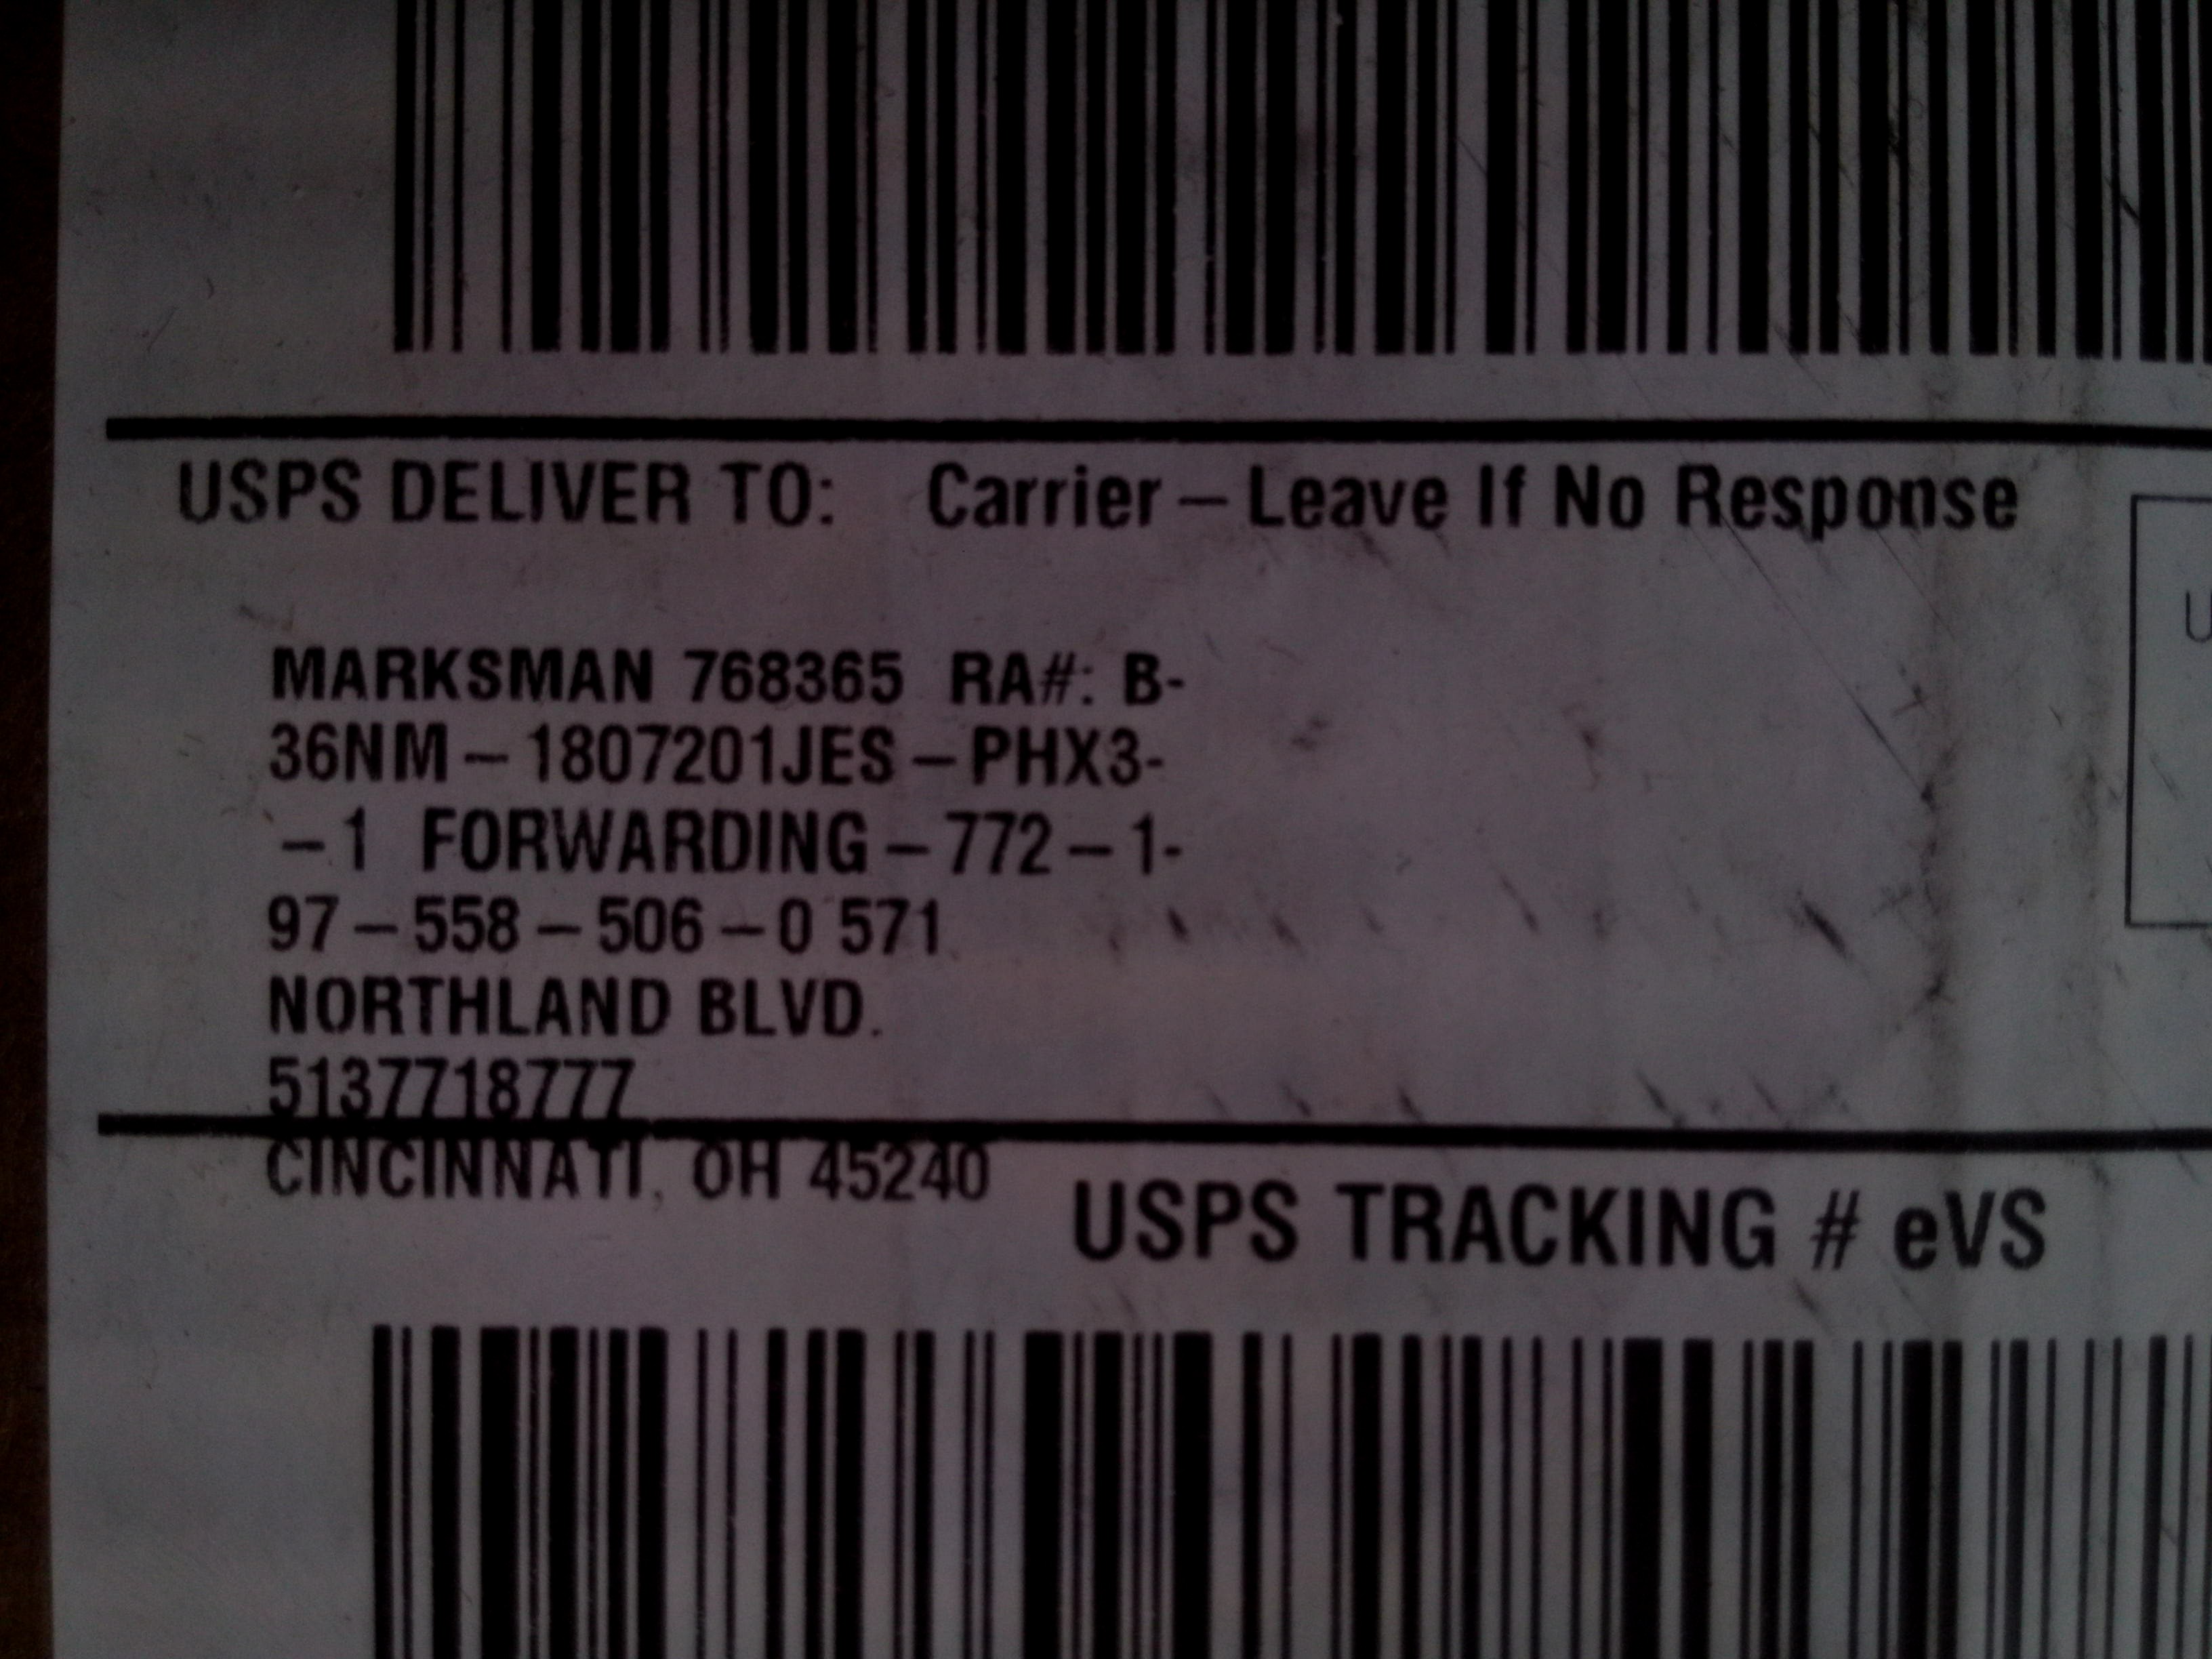 USPS DELIVER TO: Carrier – Leave If No Response
MARKSMAN 768365 RA#: B-
36NM – 1807201JES – PHX3-
– 1 FORWARDING – 772 – 1-
97 – 558 – 506 – 0 571
NORTHLAND BLVD.
5137718777
CINCINNATI, OH 45240
USPS TRACKING # eVS